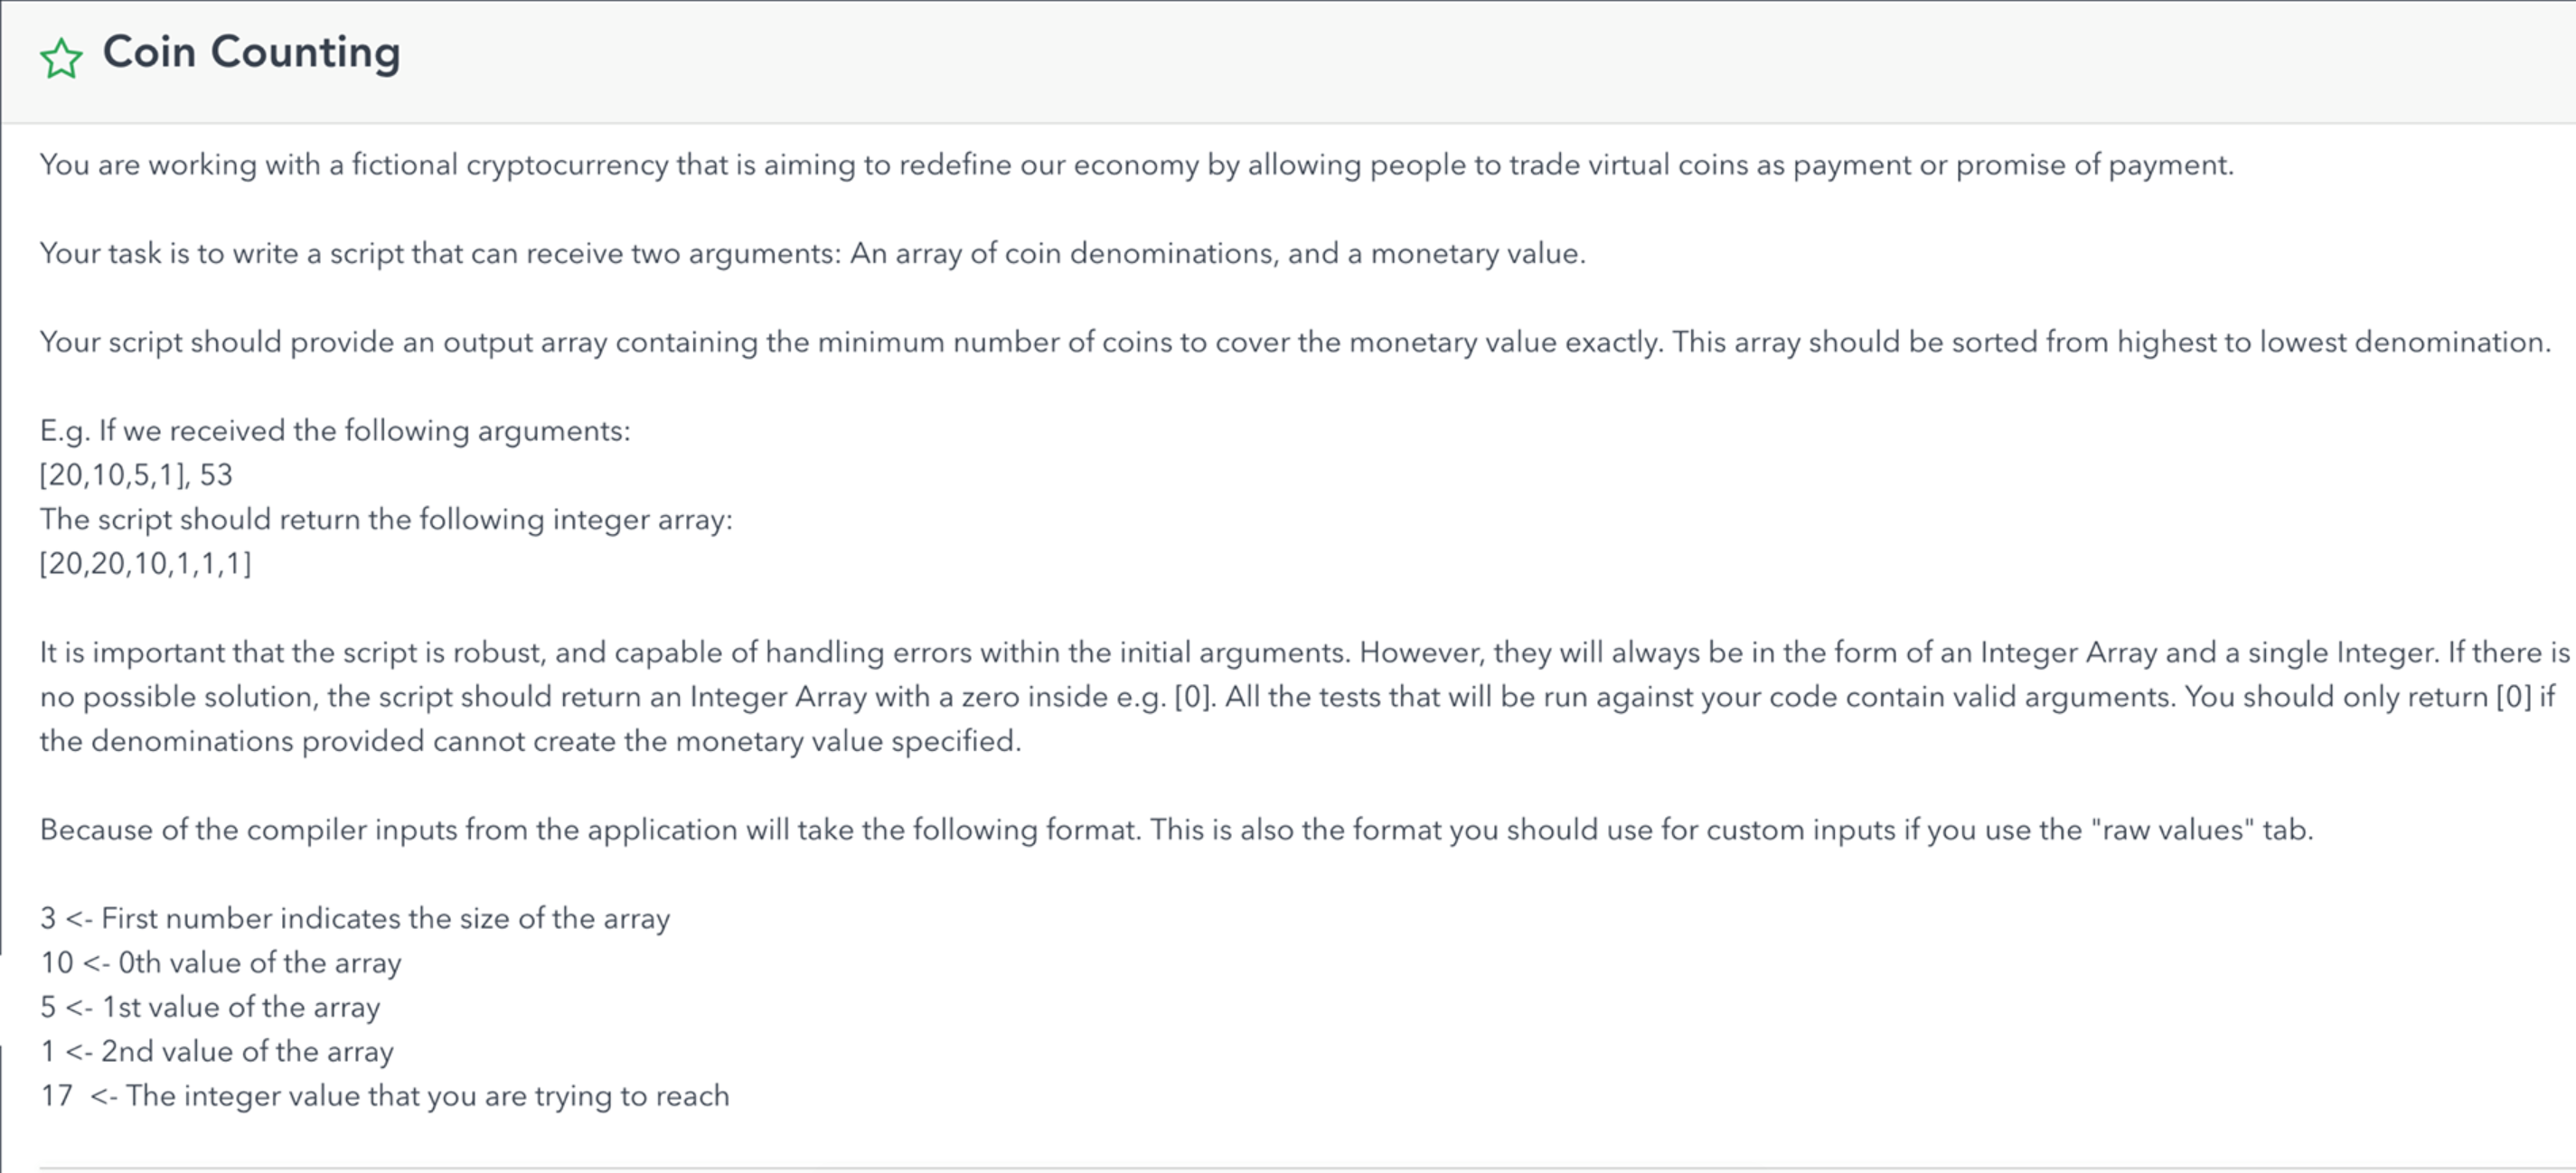 Coin Counting
You are working with a fictional cryptocurrency that is aiming to redefine our economy by allowing people to trade virtual coins as payment or promise of payment.
Your task is to write a script that can receive two arguments: An array of coin denominations, and a monetary value.
Your script should provide an output array containing the minimum number of coins to cover the monetary value exactly. This array should be sorted from highest to lowest denomination.
E.g. If we received the following arguments:
[20,10,5,1], 53
The script should return the following integer array:
[20,20,10,1,1,1]
It is important that the script is robust, and capable of handling errors within the initial arguments. However, they will always be in the form of an Integer Array and a single Integer. If there is
no possible solution, the script should return an Integer Array with a zero inside e.g. [0]. All the tests that will be run against your code contain valid arguments. You should only return [0] if
the denominations provided cannot create the monetary value specified.
Because of the compiler inputs from the application will take the following format. This is also the format you should use for custom inputs if you use the "raw values" tab.
3 <- First number indicates the size of the array
10 <- 0th value of the array
5 <- 1st value of the array
1 <- 2nd value of the array
17 <- The integer value that you are trying to reach